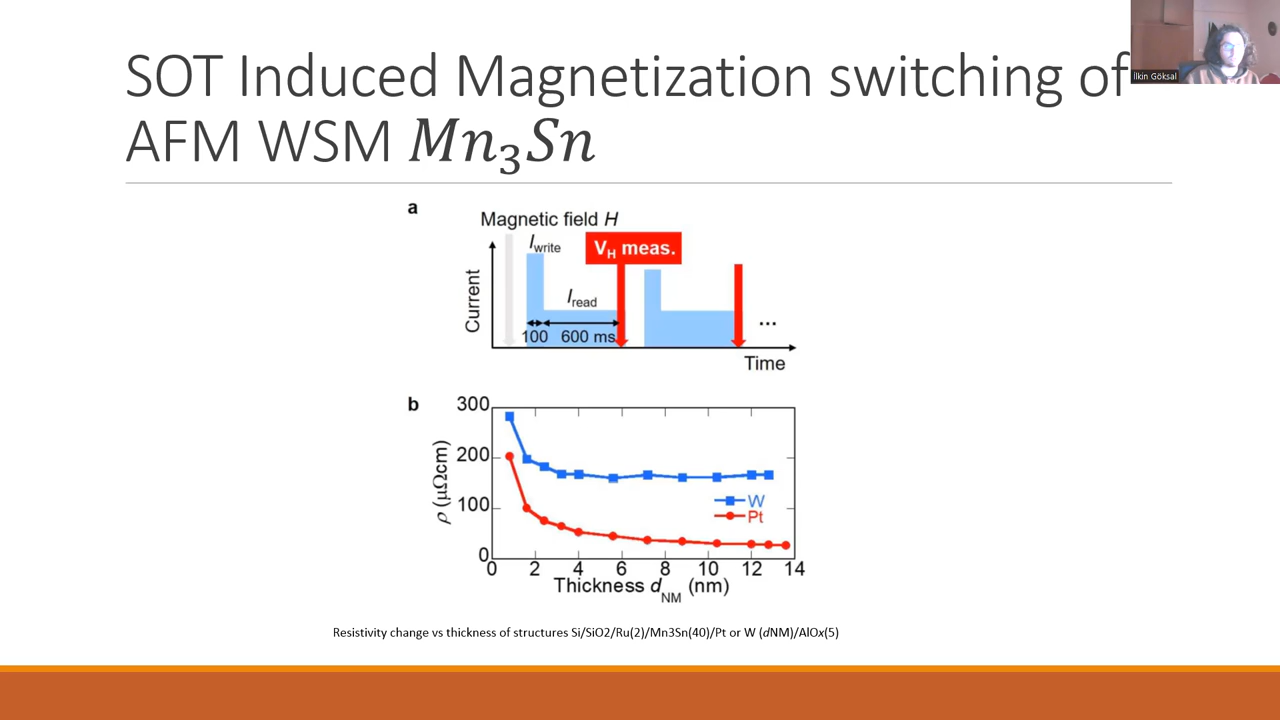 SOT Induced Magnetization switching of
AFM WSM Mn₃Sn
İlkin Göksal
a
Magnetic field H
I_write
V_H meas.
I_read
Current
100 600 ms
...
Time
b
300
200
100
0
ρ (μΩcm)
W
Pt
0 2 4 6 8 10 12 14
Thickness d_NM (nm)
Resistivity change vs thickness of structures Si/SiO2/Ru(2)/Mn3Sn(40)/Pt or W (dNM)/AlOx(5)